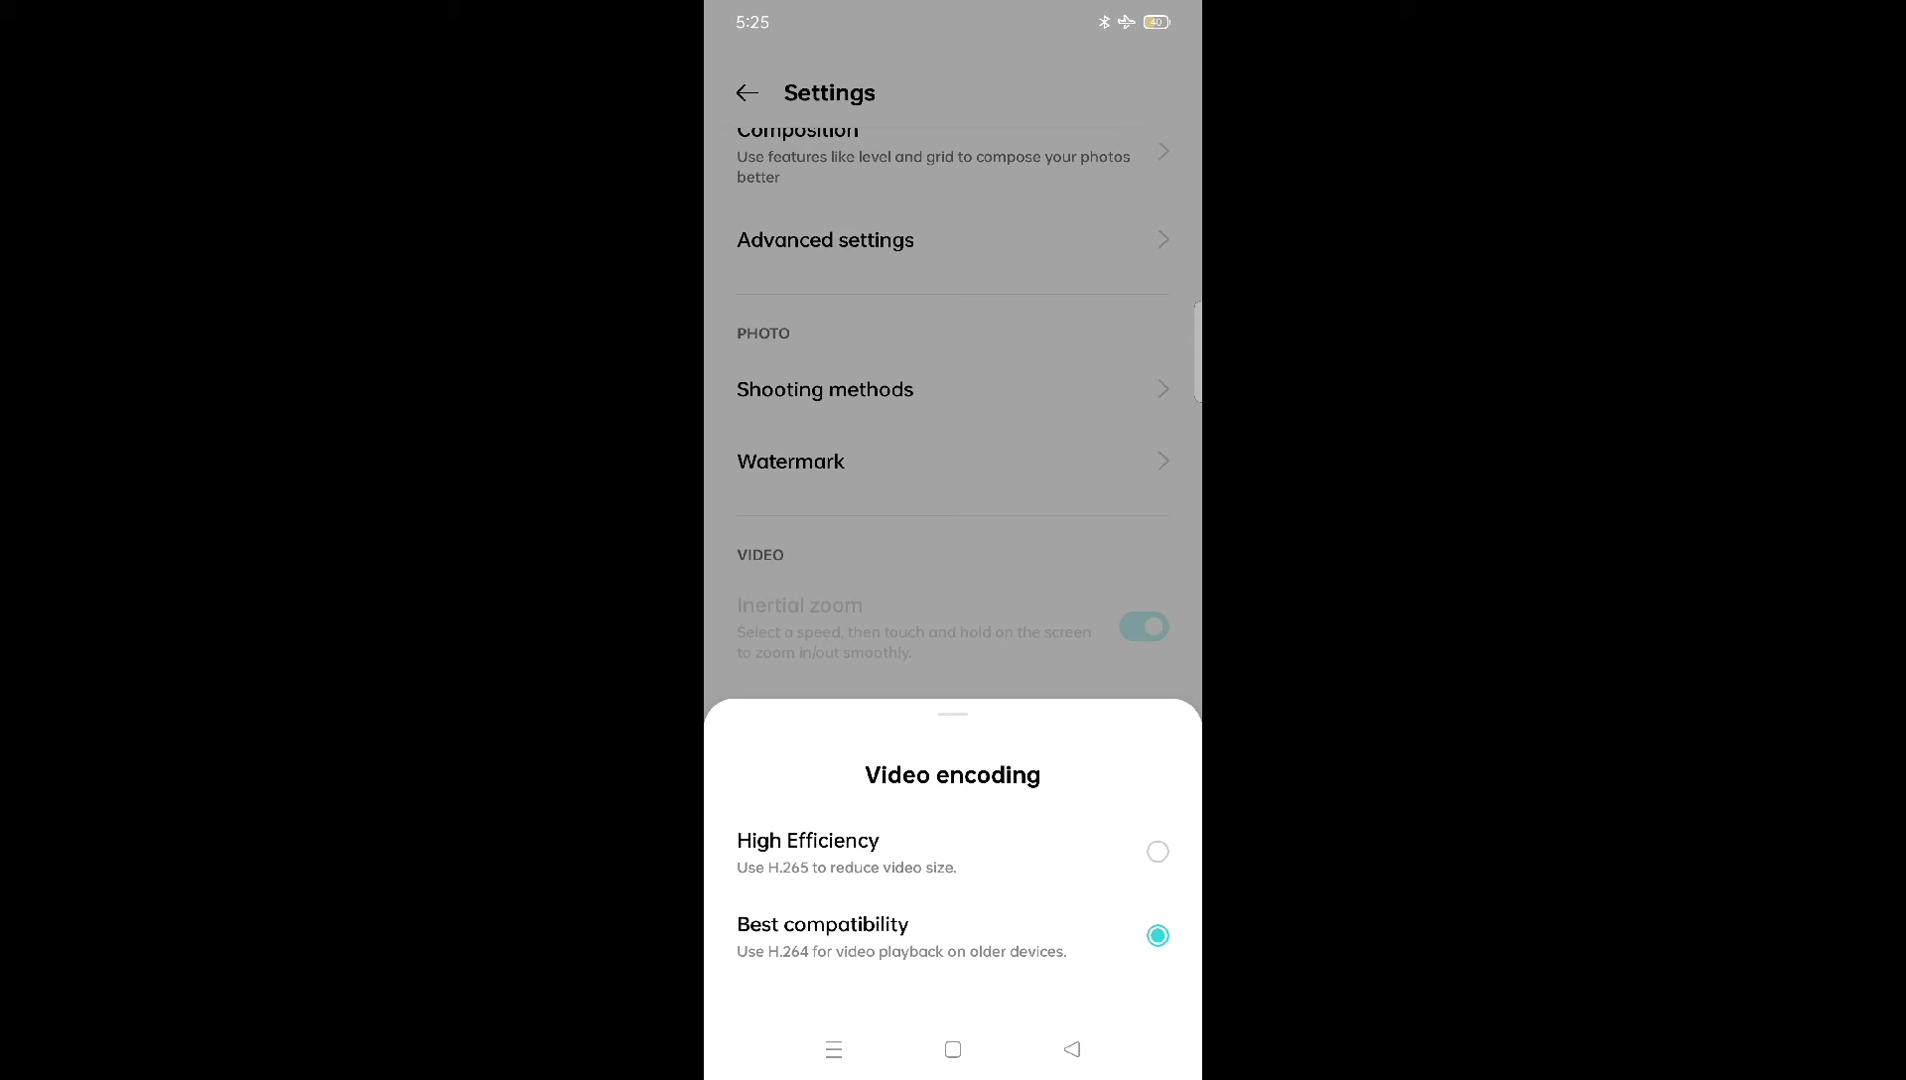 5:25
40
Settings
Composition
Use features like level and grid to compose your photos
better
Advanced settings
PHOTO
Shooting methods
Watermark
VIDEO
Inertial zoom
Select a speed, then touch and hold on the screen
to zoom in/out smoothly.
Video encoding
High Efficiency
Use H.265 to reduce video size.
Best compatibility
Use H.264 for video playback on older devices.